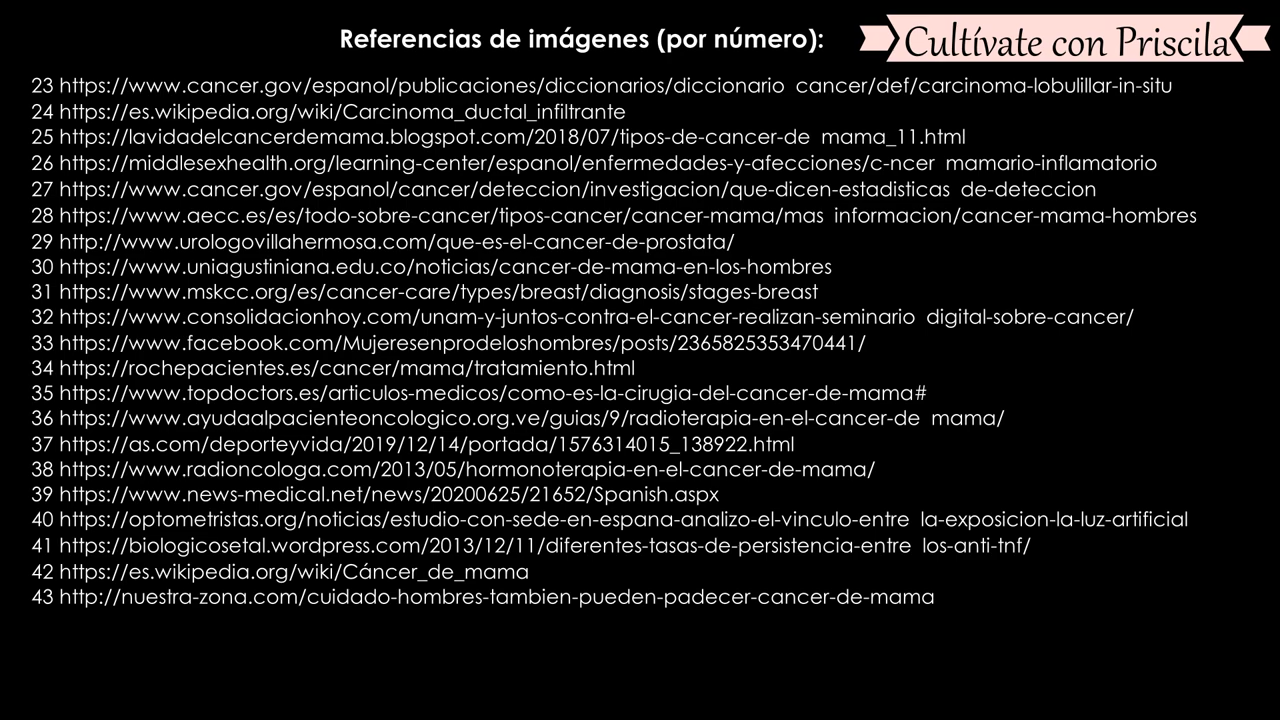 Referencias de imágenes (por número):
Cultívate con Priscila
23 https://www.cancer.gov/espanol/publicaciones/diccionarios/diccionario  cancer/def/carcinoma-lobulillar-in-situ
24 https://es.wikipedia.org/wiki/Carcinoma_ductal_infiltrante
25 https://lavidadelcancerdemama.blogspot.com/2018/07/tipos-de-cancer-de  mama_11.html
26 https://middlesexhealth.org/learning-center/espanol/enfermedades-y-afecciones/c-ncer  mamario-inflamatorio
27 https://www.cancer.gov/espanol/cancer/deteccion/investigacion/que-dicen-estadisticas  de-deteccion
28 https://www.aecc.es/es/todo-sobre-cancer/tipos-cancer/cancer-mama/mas  informacion/cancer-mama-hombres
29 http://www.urologovillahermosa.com/que-es-el-cancer-de-prostata/
30 https://www.uniagustiniana.edu.co/noticias/cancer-de-mama-en-los-hombres
31 https://www.mskcc.org/es/cancer-care/types/breast/diagnosis/stages-breast
32 https://www.consolidacionhoy.com/unam-y-juntos-contra-el-cancer-realizan-seminario  digital-sobre-cancer/
33 https://www.facebook.com/Mujeresenprodeloshombres/posts/2365825353470441/
34 https://rochepacientes.es/cancer/mama/tratamiento.html
35 https://www.topdoctors.es/articulos-medicos/como-es-la-cirugia-del-cancer-de-mama#
36 https://www.ayudaalpacienteoncologico.org.ve/guias/9/radioterapia-en-el-cancer-de  mama/
37 https://as.com/deporteyvida/2019/12/14/portada/1576314015_138922.html
38 https://www.radioncologa.com/2013/05/hormonoterapia-en-el-cancer-de-mama/
39 https://www.news-medical.net/news/20200625/21652/Spanish.aspx
40 https://optometristas.org/noticias/estudio-con-sede-en-espana-analizo-el-vinculo-entre  la-exposicion-la-luz-artificial
41 https://biologicosetal.wordpress.com/2013/12/11/diferentes-tasas-de-persistencia-entre  los-anti-tnf/
42 https://es.wikipedia.org/wiki/Cáncer_de_mama
43 http://nuestra-zona.com/cuidado-hombres-tambien-pueden-padecer-cancer-de-mama